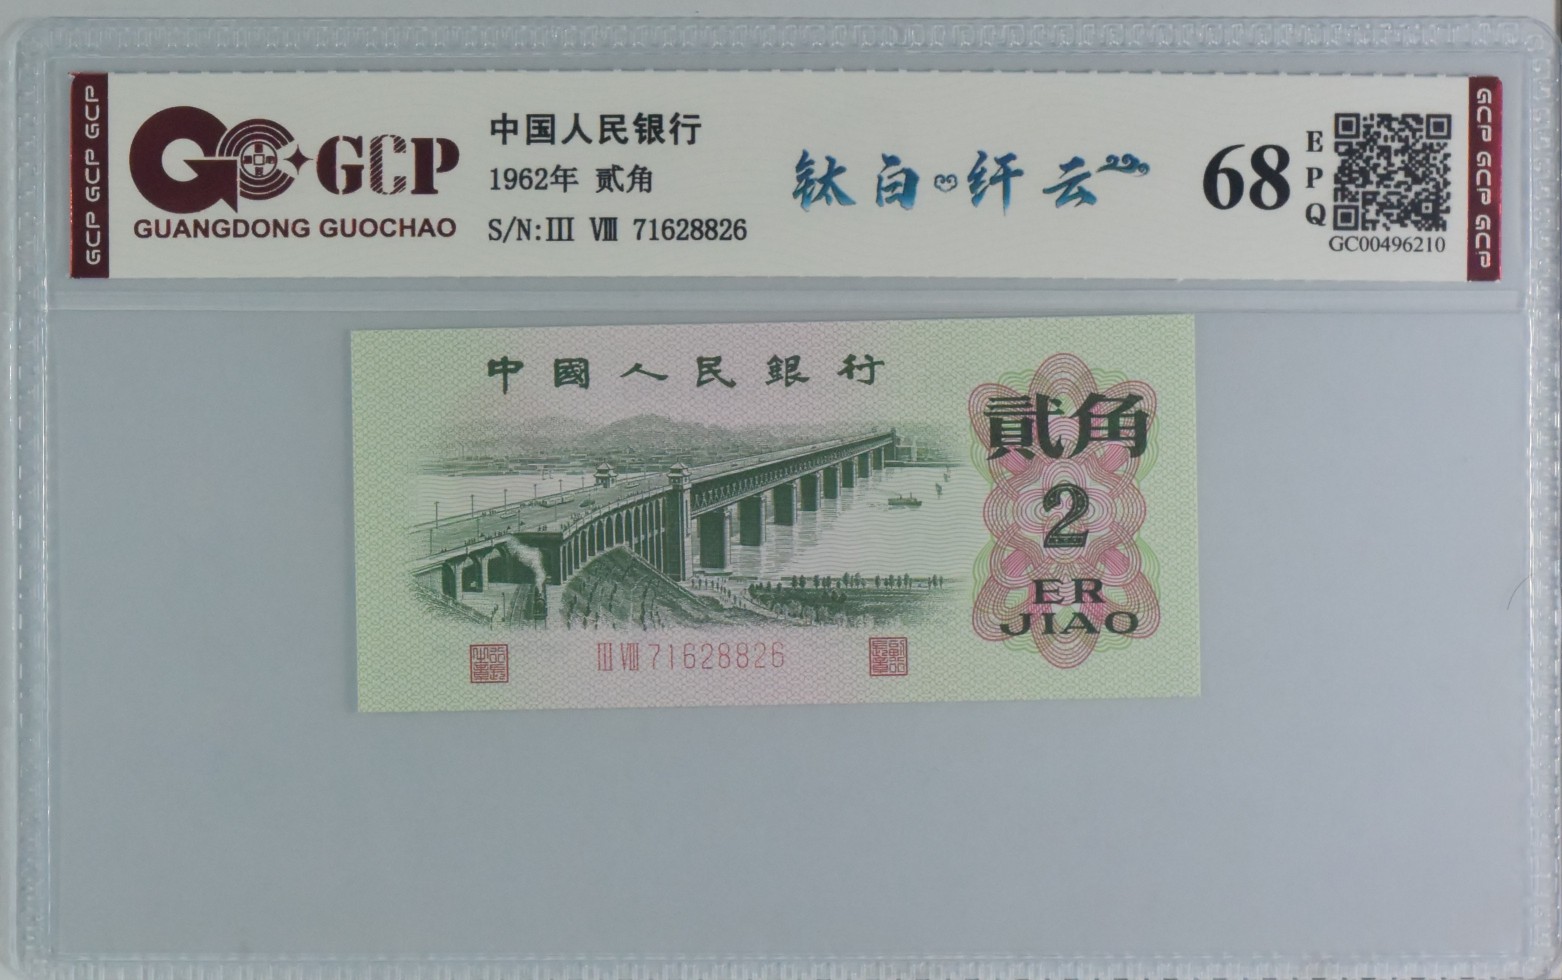 GCP GCP GCP
GCP
GUANGDONG GUOCHAO
中国人民银行
1962年 贰角
S/N:III VIII 71628826
钛白纤云
68
EPQ
GC00496210
GCP GCP GCP
中國人民銀行
貳角
2
ER
JIAO
III VIII 71628826